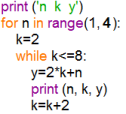 print ('n  k  y')
for n in range(1, 4):
    k=2
    while k<=8:
        y=2*k+n
        print (n, k, y)
        k=k+2